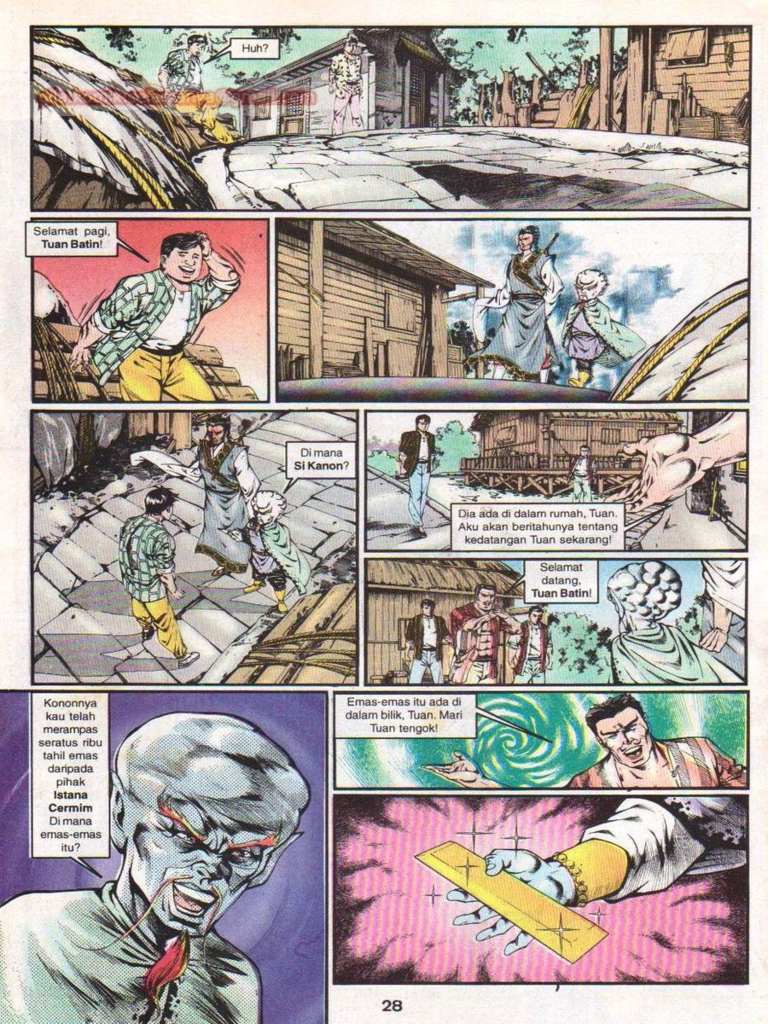 Huh?
Selamat pagi,
Tuan Batin!
Di mana
Si Kanon?
Dia ada di dalam rumah, Tuan.
Aku akan beritahunya tentang
kedatangan Tuan sekarang!
Selamat
datang,
Tuan Batin!
Kononnya
kau telah
merampas
seratus ribu
tahil emas
daripada
pihak
Istana
Cermim
Di mana
emas-emas
itu?
Emas-emas itu ada di
dalam bilik, Tuan. Mari
Tuan tengok!
28